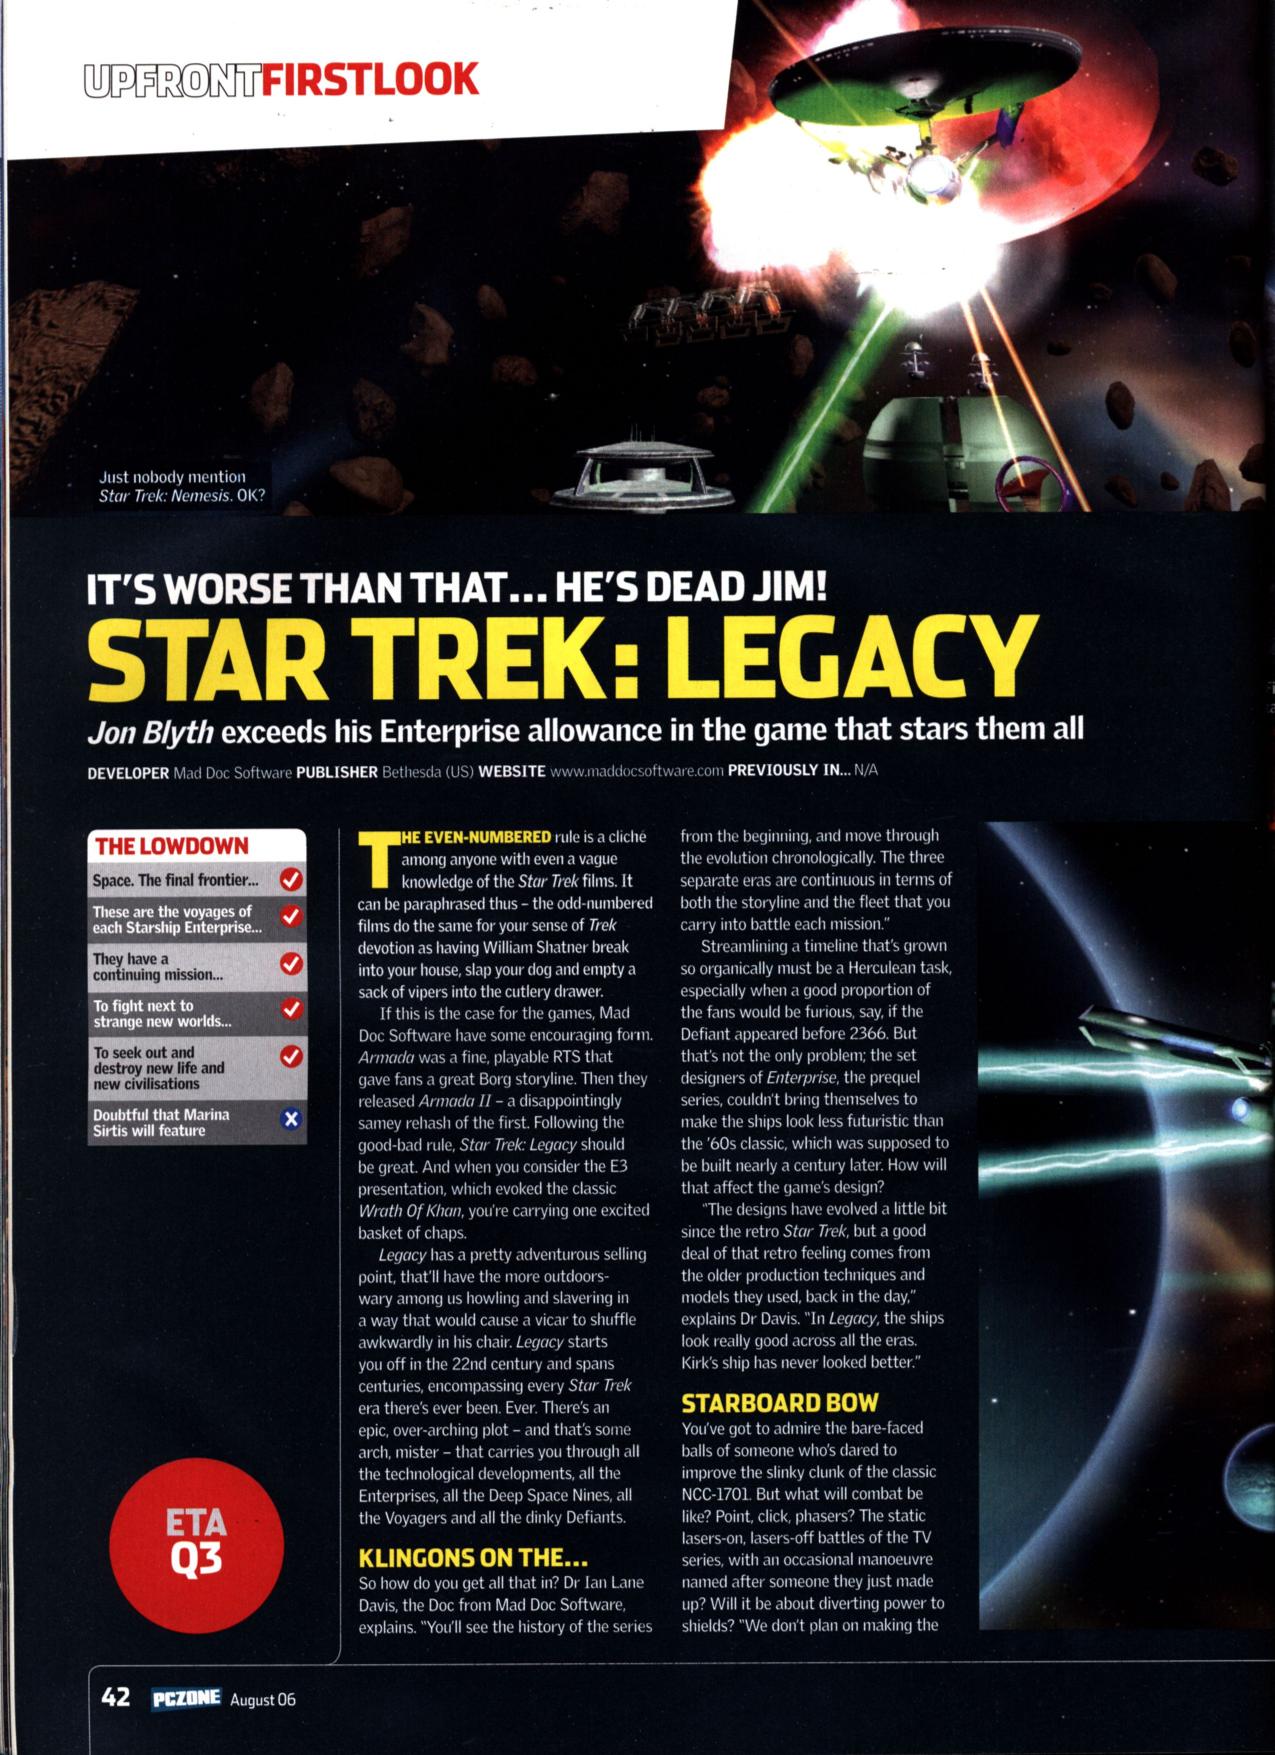 UPFRONTFIRSTLOOK
Just nobody mention
Star Trek: Nemesis. OK?
IT'S WORSE THAN THAT... HE'S DEAD JIM!
STAR TREK: LEGACY
Jon Blyth exceeds his Enterprise allowance in the game that stars them all
DEVELOPER Mad Doc Software PUBLISHER Bethesda (US) WEBSITE www.maddocsoftware.com PREVIOUSLY IN... N/A
THE LOWDOWN
Space. The final frontier...
These are the voyages of
each Starship Enterprise...
They have a
continuing mission...
To fight next to
strange new worlds...
To seek out and
destroy new life and
new civilisations
Doubtful that Marina
Sirtis will feature
ETA
Q3
THE EVEN-NUMBERED rule is a cliché
among anyone with even a vague
knowledge of the Star Trek films. It
can be paraphrased thus – the odd-numbered
films do the same for your sense of Trek
devotion as having William Shatner break
into your house, slap your dog and empty a
sack of vipers into the cutlery drawer.
If this is the case for the games, Mad
Doc Software have some encouraging form.
Armada was a fine, playable RTS that
gave fans a great Borg storyline. Then they
released Armada II – a disappointingly
samey rehash of the first. Following the
good-bad rule, Star Trek: Legacy should
be great. And when you consider the E3
presentation, which evoked the classic
Wrath Of Khan, you're carrying one excited
basket of chaps.
Legacy has a pretty adventurous selling
point, that'll have the more outdoors-
wary among us howling and slavering in
a way that would cause a vicar to shuffle
awkwardly in his chair. Legacy starts
you off in the 22nd century and spans
centuries, encompassing every Star Trek
era there's ever been. Ever. There's an
epic, over-arching plot – and that's some
arch, mister – that carries you through all
the technological developments, all the
Enterprises, all the Deep Space Nines, all
the Voyagers and all the dinky Defiants.
KLINGONS ON THE...
So how do you get all that in? Dr Ian Lane
Davis, the Doc from Mad Doc Software,
explains. "You'll see the history of the series
from the beginning, and move through
the evolution chronologically. The three
separate eras are continuous in terms of
both the storyline and the fleet that you
carry into battle each mission."
Streamlining a timeline that's grown
so organically must be a Herculean task,
especially when a good proportion of
the fans would be furious, say, if the
Defiant appeared before 2366. But
that's not the only problem; the set
designers of Enterprise, the prequel
series, couldn't bring themselves to
make the ships look less futuristic than
the '60s classic, which was supposed to
be built nearly a century later. How will
that affect the game's design?
"The designs have evolved a little bit
since the retro Star Trek, but a good
deal of that retro feeling comes from
the older production techniques and
models they used, back in the day,"
explains Dr Davis. "In Legacy, the ships
look really good across all the eras.
Kirk's ship has never looked better."
STARBOARD BOW
You've got to admire the bare-faced
balls of someone who's dared to
improve the slinky clunk of the classic
NCC-1701. But what will combat be
like? Point, click, phasers? The static
lasers-on, lasers-off battles of the TV
series, with an occasional manoeuvre
named after someone they just made
up? Will it be about diverting power to
shields? "We don't plan on making the
42 PCZONE August 06